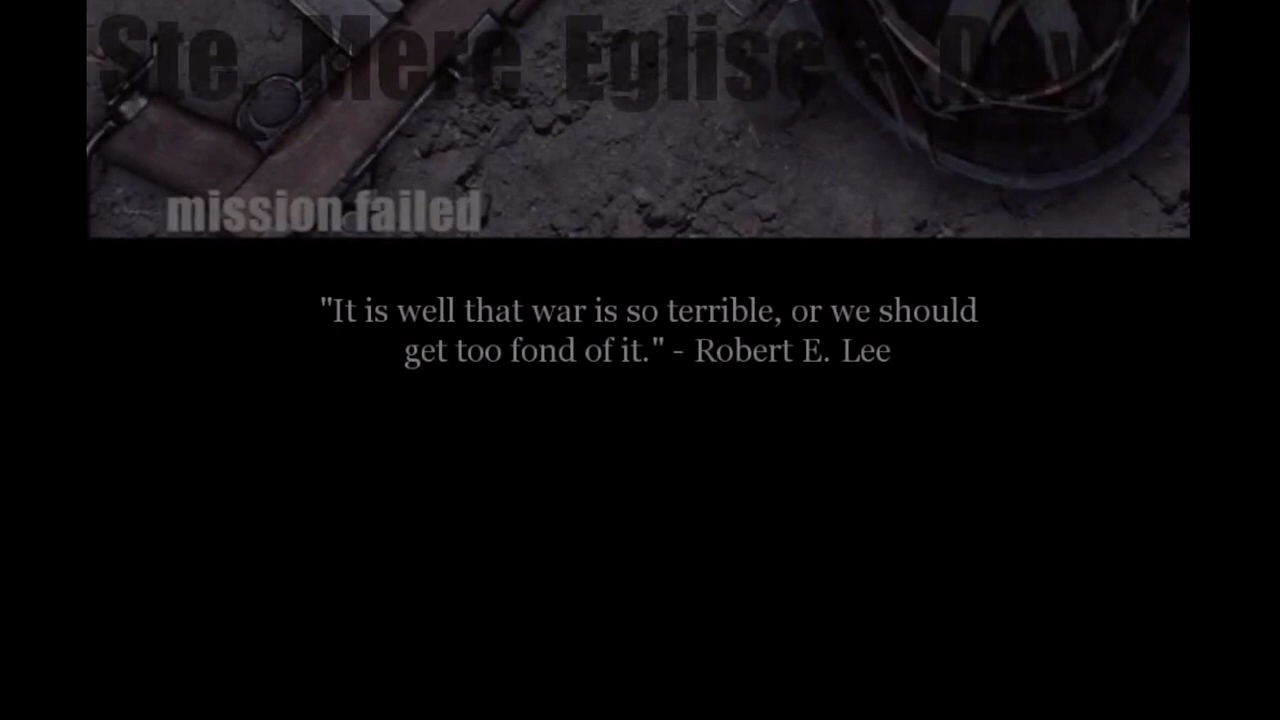 Ste. Mere Eglise - Day
mission failed
"It is well that war is so terrible, or we should
get too fond of it." - Robert E. Lee